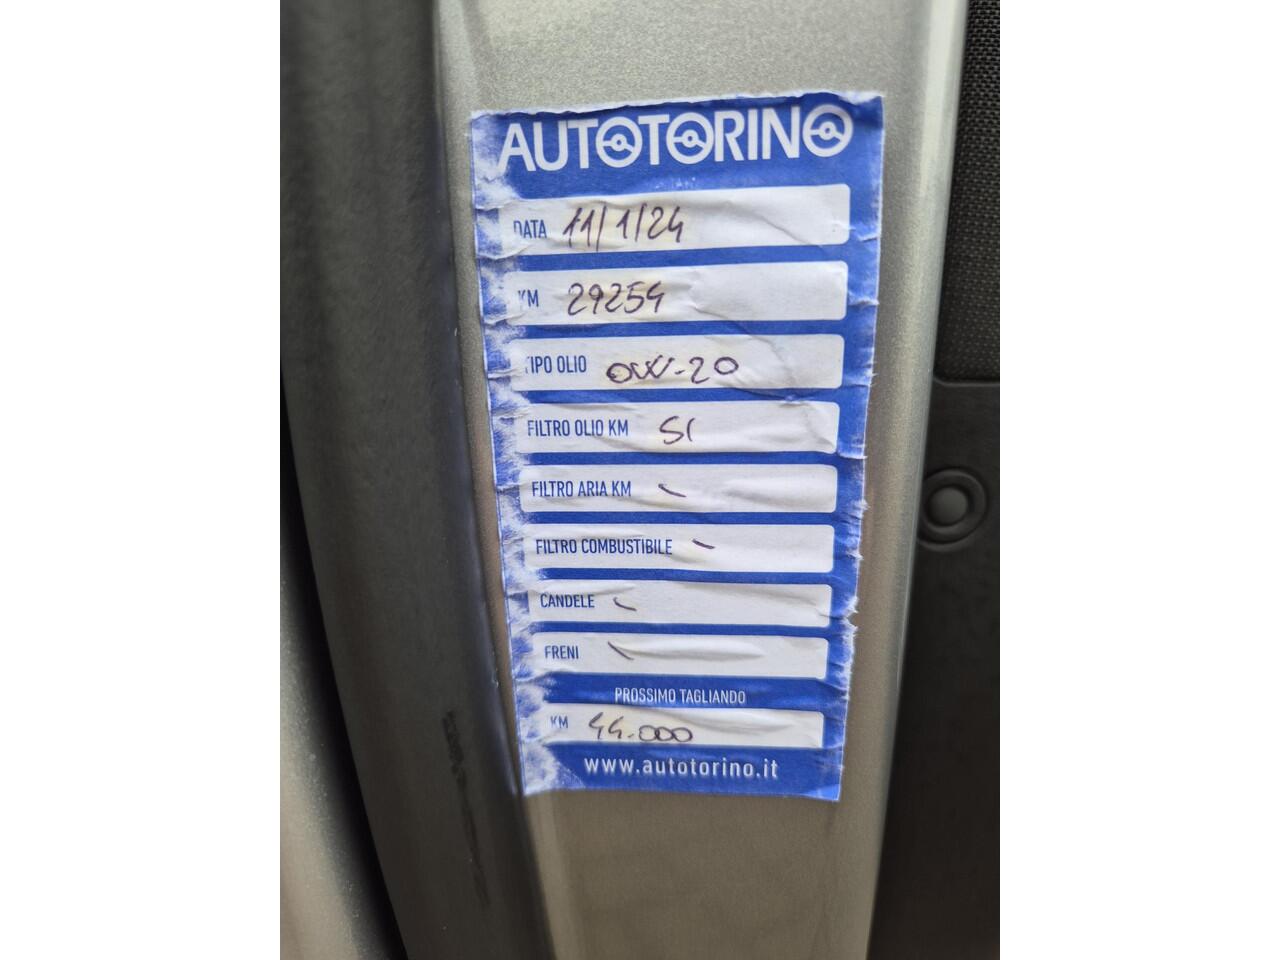 AUTOTORINO
DATA 11/1/24
KM 29254
TIPO OLIO 0W-20
FILTRO OLIO KM SI
FILTRO ARIA KM -
FILTRO COMBUSTIBILE -
CANDELE -
FRENI -
PROSSIMO TAGLIANDO
KM 44.000
www.autotorino.it